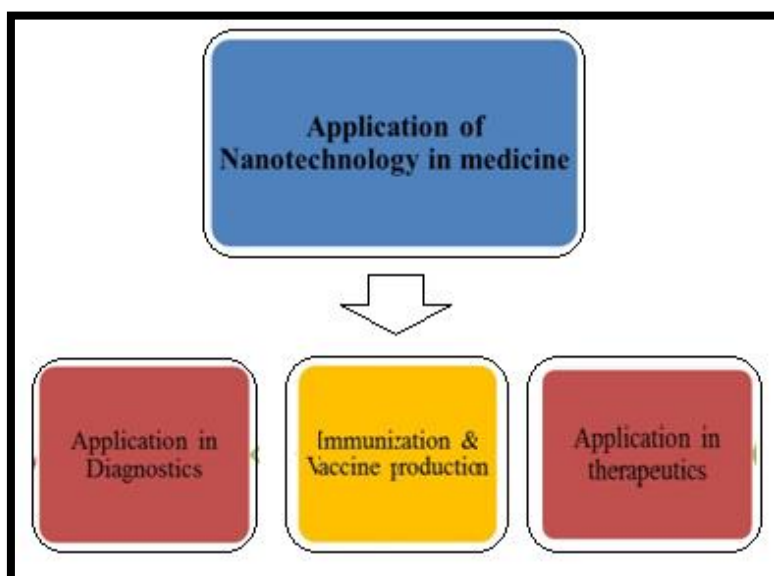 Application of
Nanotechnology in medicine
Application in
Diagnostics
Immunization &
Vaccine production
Application in
therapeutics